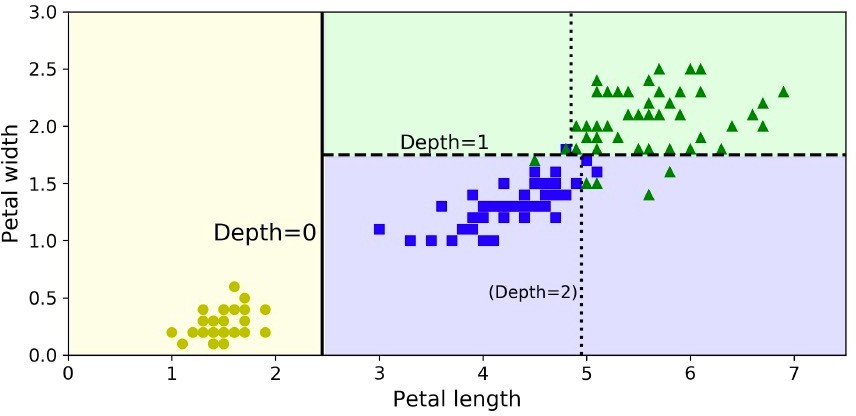 3.0
2.5
2.0
1.5
1.0
0.5
0.0
Petal width
Depth=1
Depth=0
(Depth=2)
0 1 2 3 4 5 6 7
Petal length